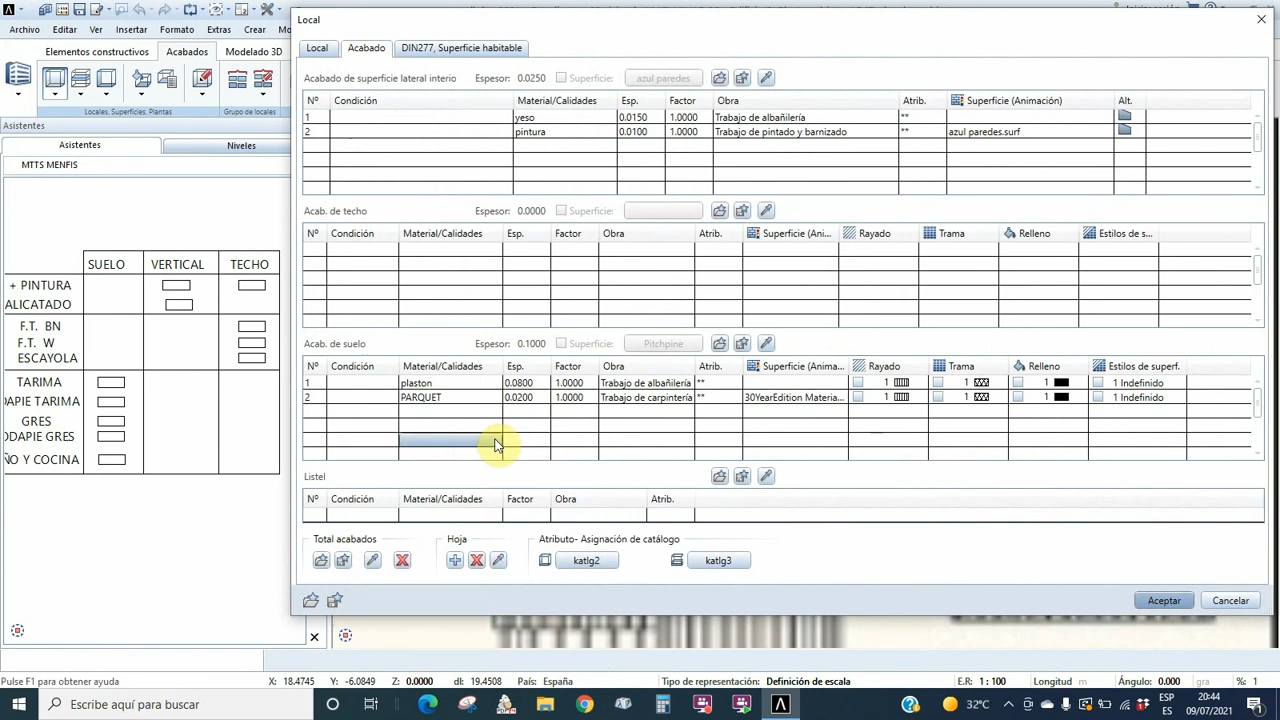 Archivo Editar Ver Insertar Formato Extras Crear
Elementos constructivos Acabados Modelado 3D
Locales, Superficies, Plantas Grupo de locales
Asistentes
Asistentes Niveles
MTTS MENFIS
SUELO VERTICAL TECHO
+ PINTURA
ALICATADO
F.T. BN
F.T. W
ESCAYOLA
TARIMA
DAPIE TARIMA
GRES
ODAPIE GRES
ÑO Y COCINA
Local
Local Acabado DIN277, Superficie habitable
Acabado de superficie lateral interio Espesor: 0.0250 Superficie: azul paredes
Nº Condición Material/Calidades Esp. Factor Obra Atrib. Superficie (Animación) Alt.
1 yeso 0.0150 1.0000 Trabajo de albañilería **
2 pintura 0.0100 1.0000 Trabajo de pintado y barnizado ** azul paredes.surf
Acab. de techo Espesor: 0.0000 Superficie:
Nº Condición Material/Calidades Esp. Factor Obra Atrib. Superficie (Ani... Rayado Trama Relleno Estilos de s...
Acab. de suelo Espesor: 0.1000 Superficie: Pitchpine
Nº Condición Material/Calidades Esp. Factor Obra Atrib. Superficie (Anima... Rayado Trama Relleno Estilos de superf.
1 plaston 0.0800 1.0000 Trabajo de albañilería ** 1 1 1 1 Indefinido
2 PARQUET 0.0200 1.0000 Trabajo de carpintería ** 30YearEdition Materia... 1 1 1 1 Indefinido
Listel
Nº Condición Material/Calidades Factor Obra Atrib.
Total acabados Hoja Atributo- Asignación de catálogo
katlg2 katlg3
Aceptar Cancelar
Pulse F1 para obtener ayuda X: 18.4745 Y: -6.0849 Z: 0.0000 dl: 19.4508 País: España Tipo de representación: Definición de escala E.R: 1 : 100 Longitud m Ángulo: 0.000 gra % 1
Escribe aquí para buscar 32°C ESP 20:44
ES 09/07/2021